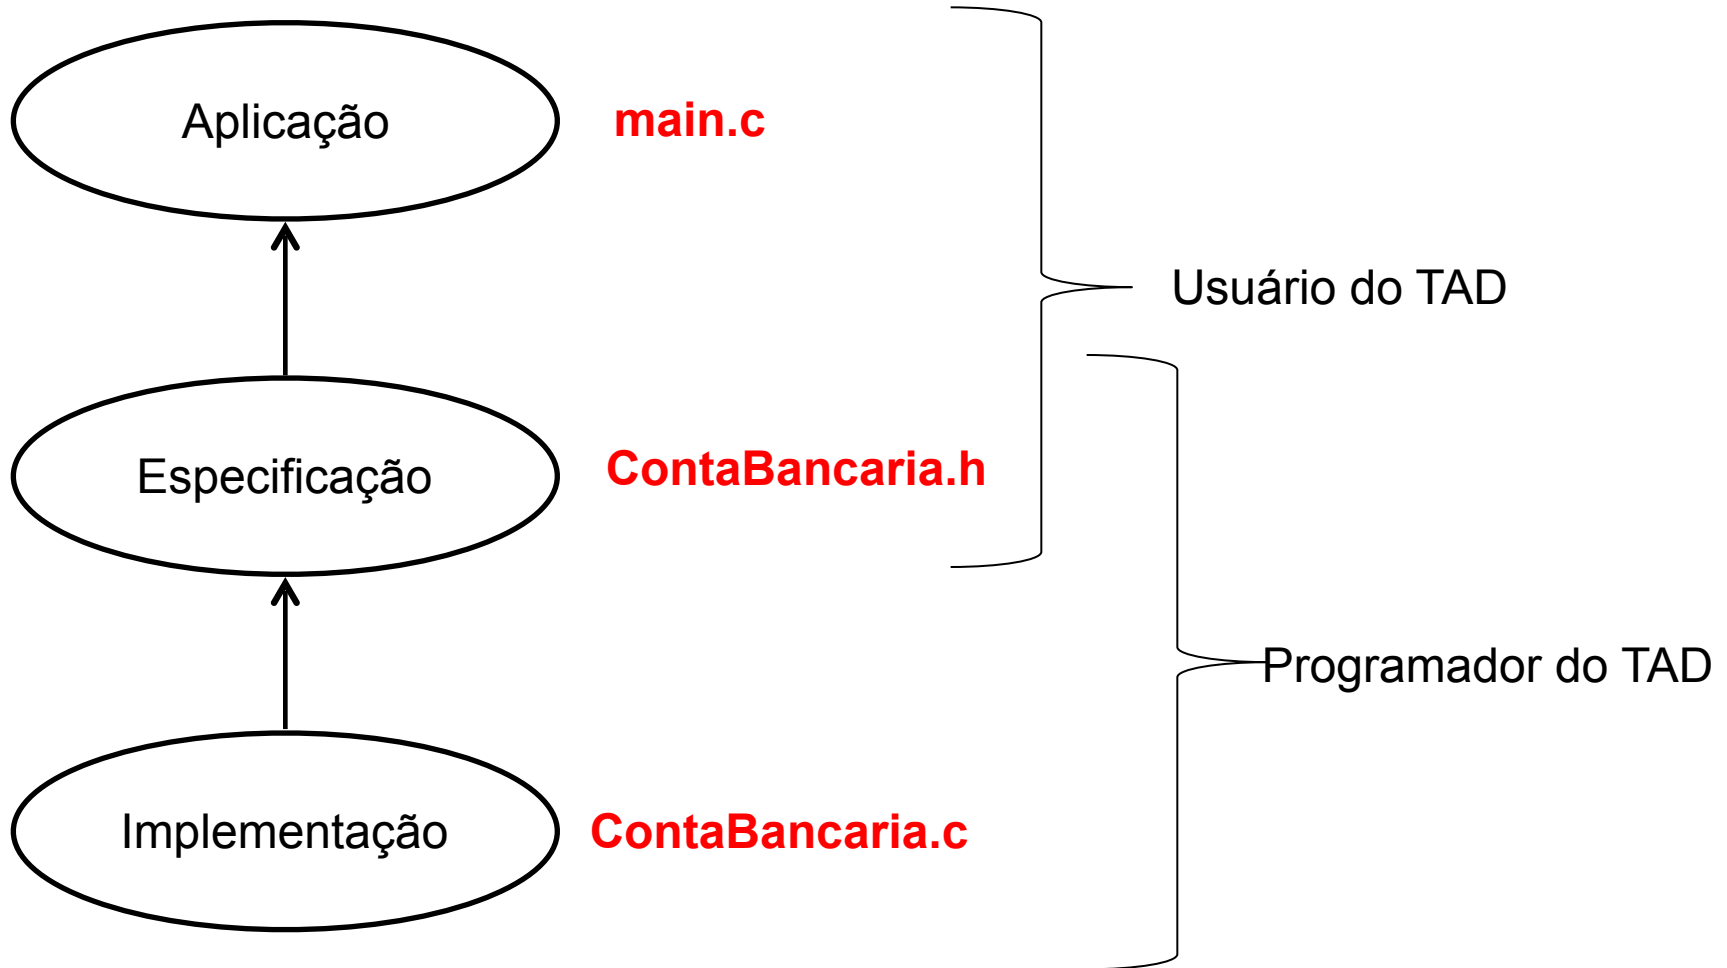 Aplicação
main.c
Usuário do TAD
Especificação
ContaBancaria.h
Programador do TAD
Implementação
ContaBancaria.c